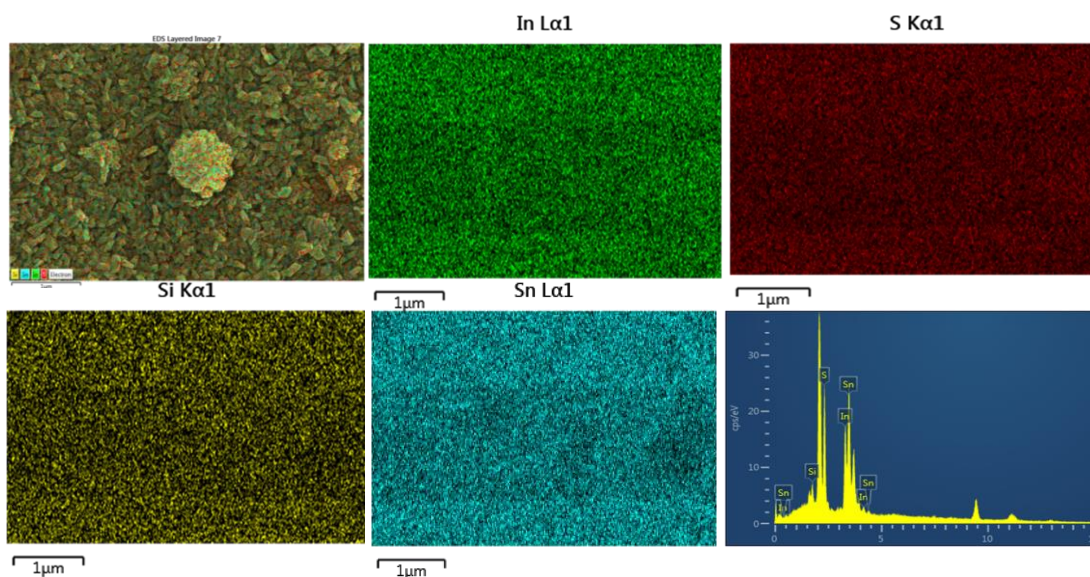 In Lα1
S Kα1
EDS Layered Image 7
Electron
1μm
1μm
1μm
Si Kα1
Sn Lα1
cps/eV
30
20
10
0
S
Sn
In
Si
Sn
In
Sn
In
0
5
10
1μm
1μm